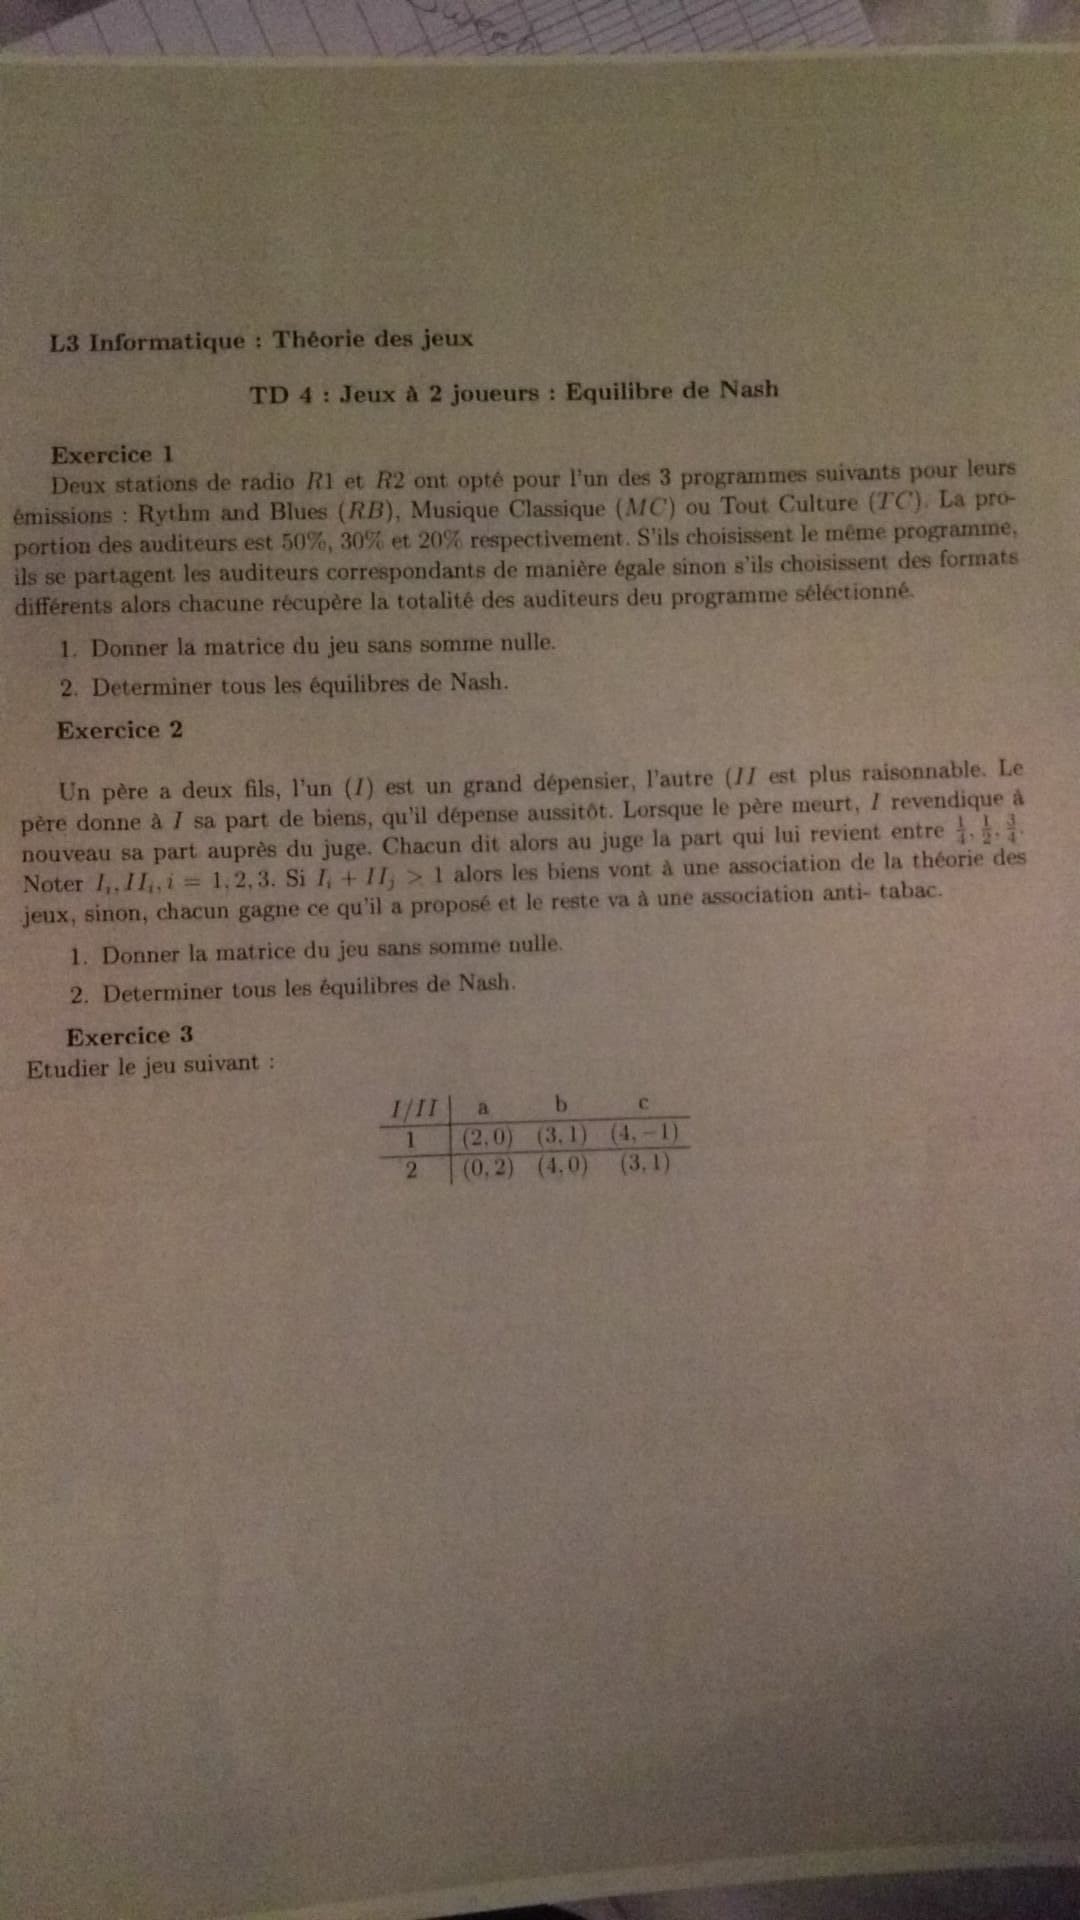 L3 Informatique : Théorie des jeux
TD 4 : Jeux à 2 joueurs : Equilibre de Nash
Exercice 1
Deux stations de radio R1 et R2 ont opté pour l'un des 3 programmes suivants pour leurs
émissions : Rythm and Blues (RB), Musique Classique (MC) ou Tout Culture (TC). La pro-
portion des auditeurs est 50%, 30% et 20% respectivement. S'ils choisissent le même programme,
ils se partagent les auditeurs correspondants de manière égale sinon s'ils choisissent des formats
différents alors chacune récupère la totalité des auditeurs deu programme séléctionné.
1. Donner la matrice du jeu sans somme nulle.
2. Determiner tous les équilibres de Nash.
Exercice 2
Un père a deux fils, l'un (I) est un grand dépensier, l'autre (II est plus raisonnable. Le
père donne à I sa part de biens, qu'il dépense aussitôt. Lorsque le père meurt, I revendique à
nouveau sa part auprès du juge. Chacun dit alors au juge la part qui lui revient entre 1/4, 1/2, 3/4.
Noter I_i, II_i, i = 1, 2, 3. Si I_i + II_j > 1 alors les biens vont à une association de la théorie des
jeux, sinon, chacun gagne ce qu'il a proposé et le reste va à une association anti- tabac.
1. Donner la matrice du jeu sans somme nulle.
2. Determiner tous les équilibres de Nash.
Exercice 3
Etudier le jeu suivant :
I/II a b c
1 (2, 0) (3, 1) (4, −1)
2 (0, 2) (4, 0) (3, 1)